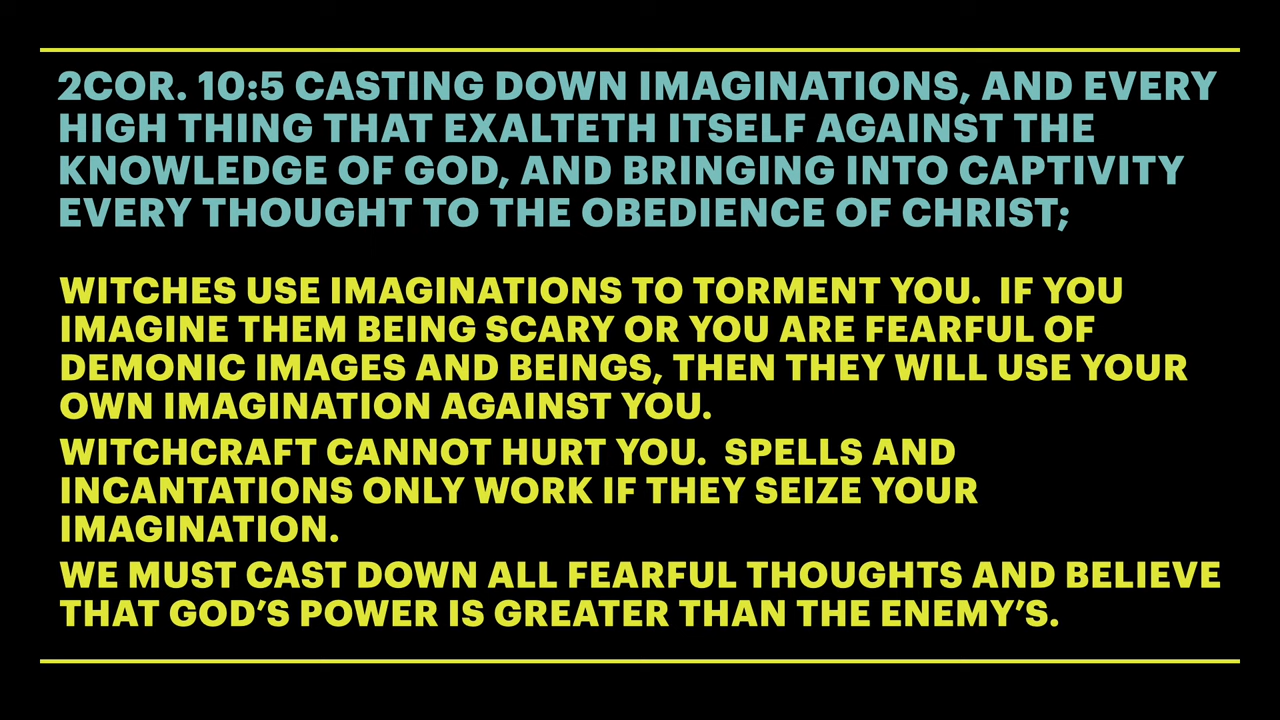 2COR. 10:5 CASTING DOWN IMAGINATIONS, AND EVERY
HIGH THING THAT EXALTETH ITSELF AGAINST THE
KNOWLEDGE OF GOD, AND BRINGING INTO CAPTIVITY
EVERY THOUGHT TO THE OBEDIENCE OF CHRIST;
WITCHES USE IMAGINATIONS TO TORMENT YOU.  IF YOU
IMAGINE THEM BEING SCARY OR YOU ARE FEARFUL OF
DEMONIC IMAGES AND BEINGS, THEN THEY WILL USE YOUR
OWN IMAGINATION AGAINST YOU.
WITCHCRAFT CANNOT HURT YOU.  SPELLS AND
INCANTATIONS ONLY WORK IF THEY SEIZE YOUR
IMAGINATION.
WE MUST CAST DOWN ALL FEARFUL THOUGHTS AND BELIEVE
THAT GOD’S POWER IS GREATER THAN THE ENEMY’S.